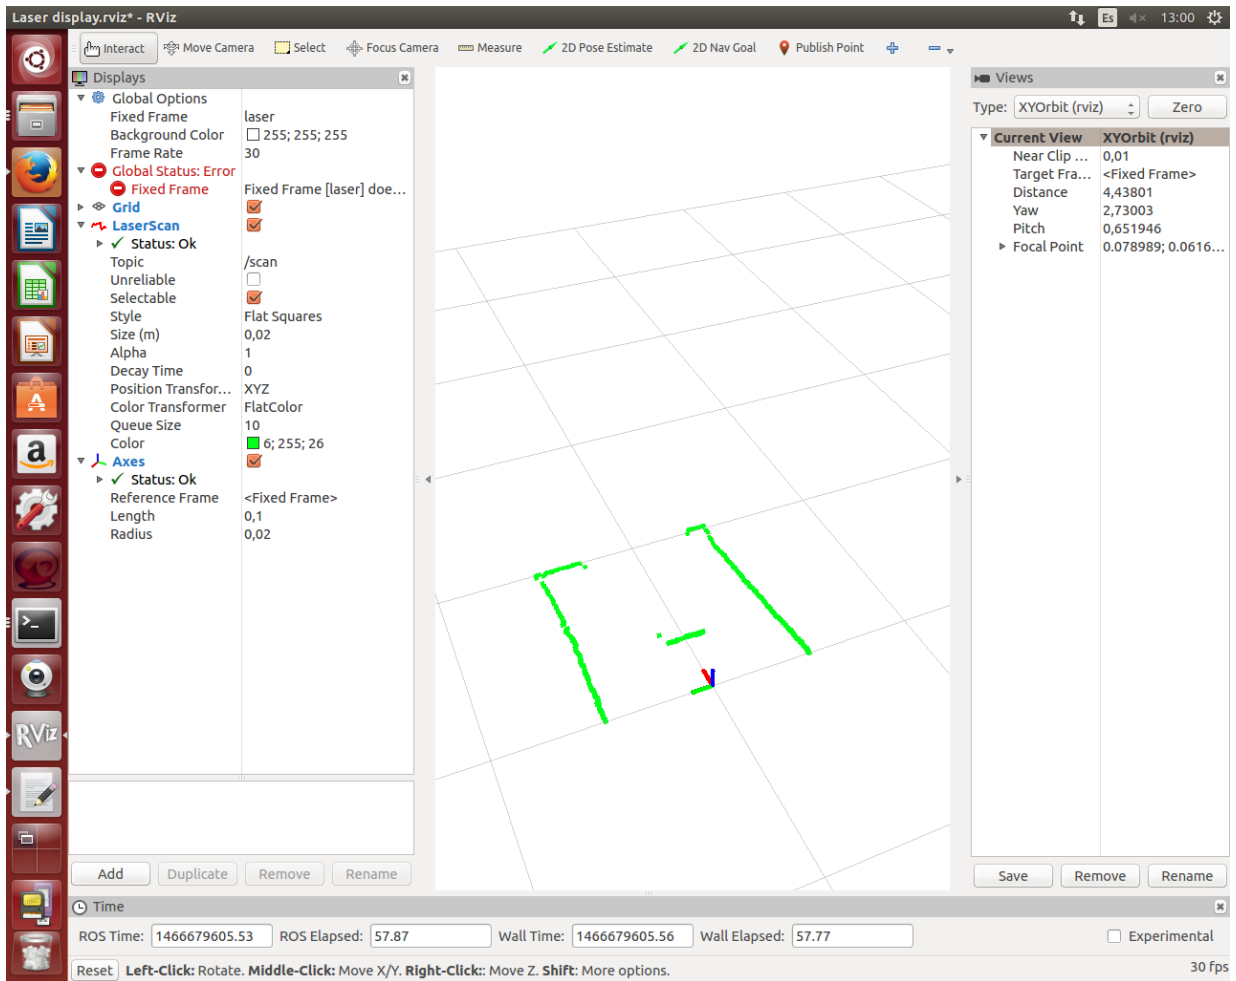 Laser display.rviz* - RViz
Es
13:00
Interact Move Camera Select Focus Camera Measure 2D Pose Estimate 2D Nav Goal Publish Point
Displays
Global Options
Fixed Frame laser
Background Color 255; 255; 255
Frame Rate 30
Global Status: Error
Fixed Frame Fixed Frame [laser] doe...
Grid
LaserScan
Status: Ok
Topic /scan
Unreliable
Selectable
Style Flat Squares
Size (m) 0,02
Alpha 1
Decay Time 0
Position Transfor... XYZ
Color Transformer FlatColor
Queue Size 10
Color 6; 255; 26
Axes
Status: Ok
Reference Frame <Fixed Frame>
Length 0,1
Radius 0,02
Add Duplicate Remove Rename
Views
Type: XYOrbit (rviz) Zero
Current View XYOrbit (rviz)
Near Clip ... 0,01
Target Fra... <Fixed Frame>
Distance 4,43801
Yaw 2,73003
Pitch 0,651946
Focal Point 0.078989; 0.0616...
Save Remove Rename
a
>_
RViz
Time
ROS Time: 1466679605.53 ROS Elapsed: 57.87 Wall Time: 1466679605.56 Wall Elapsed: 57.77 Experimental
Reset Left-Click: Rotate. Middle-Click: Move X/Y. Right-Click:: Move Z. Shift: More options. 30 fps